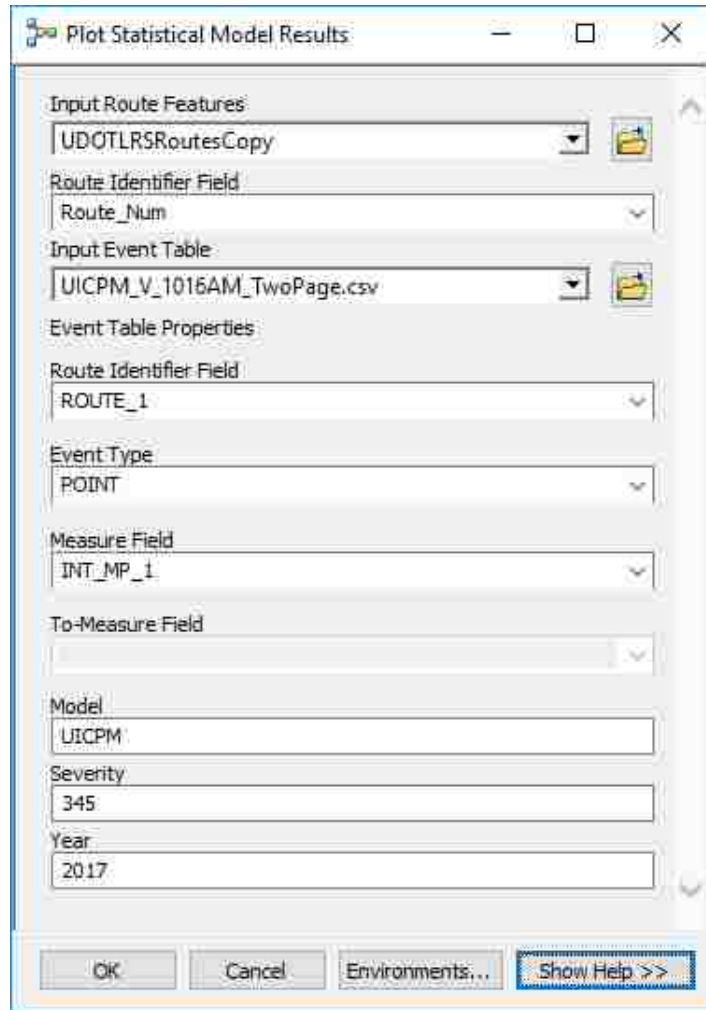 Plot Statistical Model Results
Input Route Features
UDOTLRSRoutesCopy
Route Identifier Field
Route_Num
Input Event Table
UICPM_V_1016AM_TwoPage.csv
Event Table Properties
Route Identifier Field
ROUTE_1
Event Type
POINT
Measure Field
INT_MP_1
To-Measure Field
Model
UICPM
Severity
345
Year
2017
OK Cancel Environments... Show Help >>